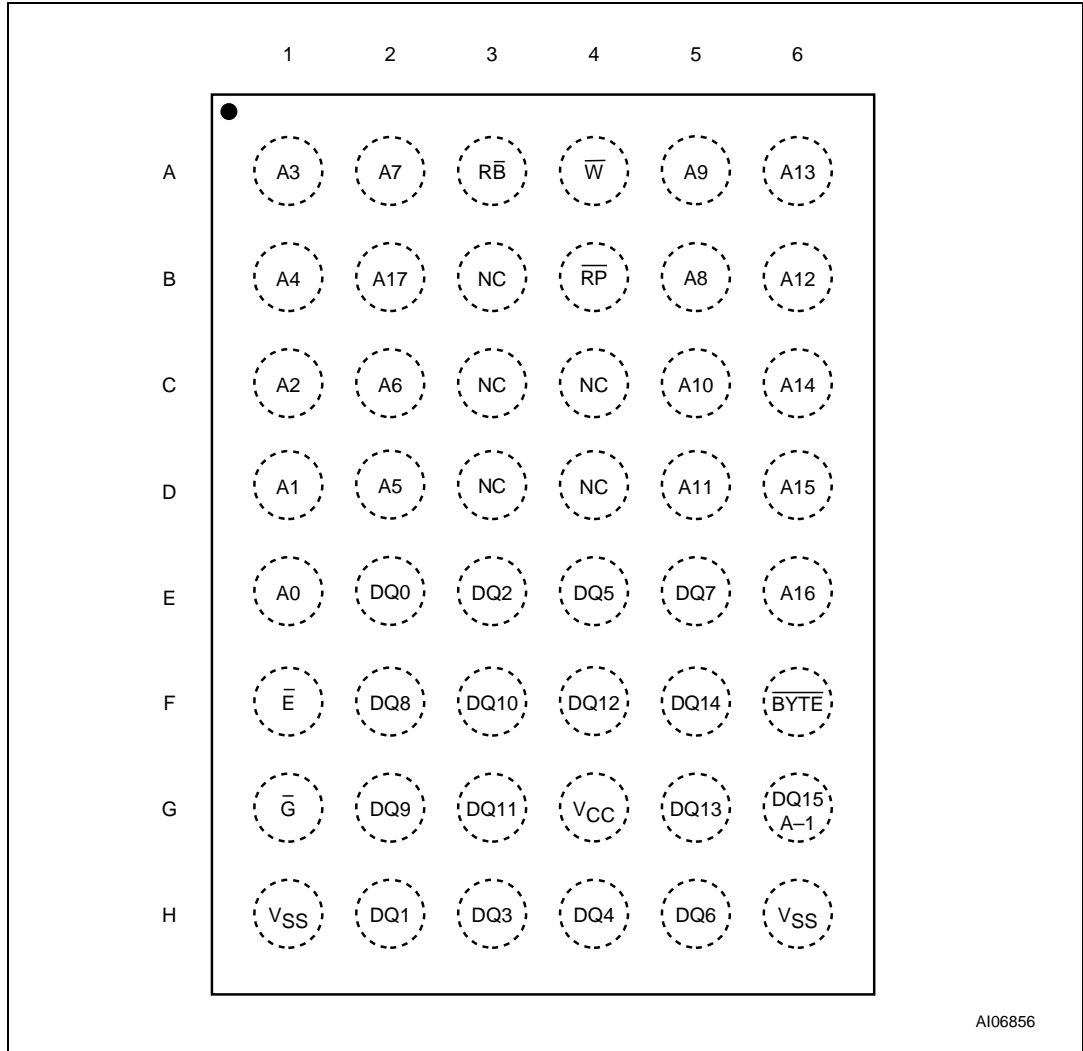 1 2 3 4 5 6
A A3 A7 RB̅ W̅ A9 A13
B A4 A17 NC R̅P̅ A8 A12
C A2 A6 NC NC A10 A14
D A1 A5 NC NC A11 A15
E A0 DQ0 DQ2 DQ5 DQ7 A16
F E̅ DQ8 DQ10 DQ12 DQ14 B̅Y̅T̅E̅
G G̅ DQ9 DQ11 VCC DQ13 DQ15
A–1
H VSS DQ1 DQ3 DQ4 DQ6 VSS
AI06856